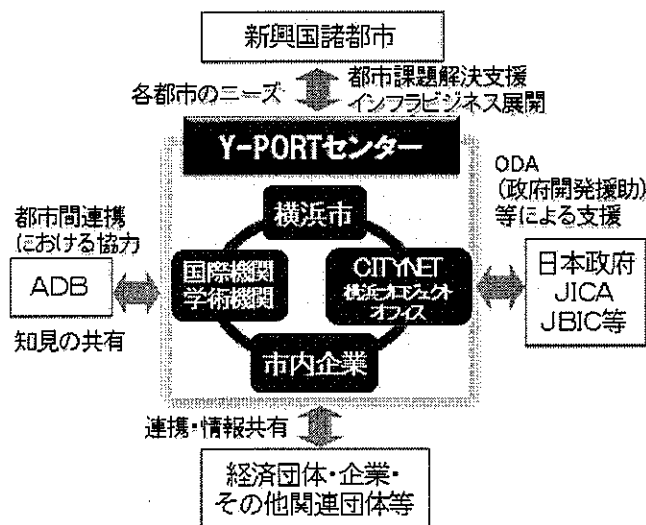 新興国諸都市
各都市のニーズ
都市課題解決支援
インフラビジネス展開
Y-PORTセンター
ODA
（政府開発援助）
等による支援
横浜市
都市間連携
における協力
国際機関
学術機関
CITYNET
横浜プロジェクト
オフィス
ADB
日本政府
JICA
JBIC等
知見の共有
市内企業
連携・情報共有
経済団体・企業・
その他関連団体等